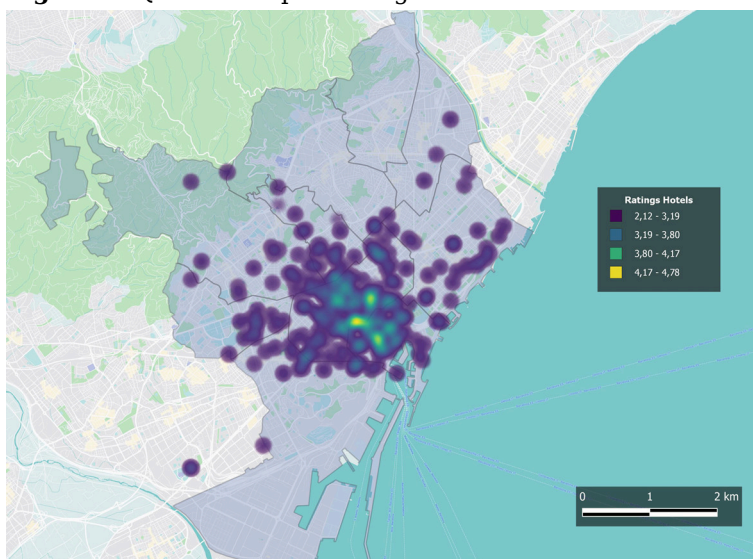 Ratings Hotels
2,12 - 3,19
3,19 - 3,80
3,80 - 4,17
4,17 - 4,78
0 1 2 km